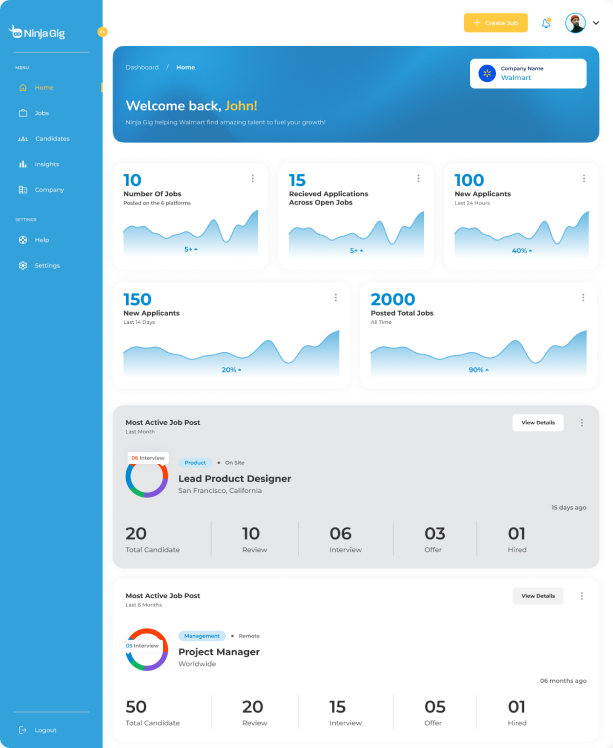 Ninja Gig
MENU
Home
Jobs
Candidates
Insights
Company
SETTINGS
Help
Settings
Logout
+ Create Job
Dashboard / Home
Welcome back, John!
Ninja Gig helping Walmart find amazing talent to fuel your growth!
Company Name
Walmart
10
Number Of Jobs
Posted on the 6 platforms
5+
15
Recieved Applications
Across Open Jobs
5+
100
New Applicants
Last 24 Hours
40%
150
New Applicants
Last 14 Days
20%
2000
Posted Total Jobs
All Time
90%
Most Active Job Post
Last Month
View Details
06 Interview
Product • On Site
Lead Product Designer
San Francisco, California
15 days ago
20 10 06 03 01
Total Candidate Review Interview Offer Hired
Most Active Job Post
Last 6 Months
View Details
05 Interview
Management • Remote
Project Manager
Worldwide
06 months ago
50 20 15 05 01
Total Candidate Review Interview Offer Hired